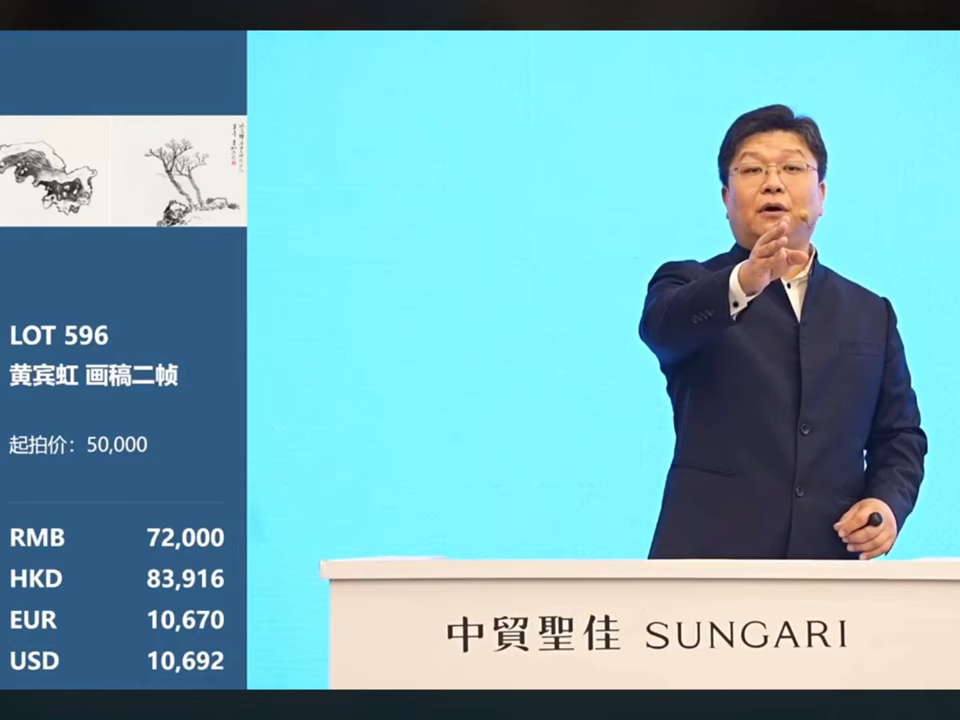 LOT 596
黄宾虹 画稿二帧
起拍价：50,000
RMB 72,000
HKD 83,916
EUR 10,670
USD 10,692
中貿聖佳 SUNGARI